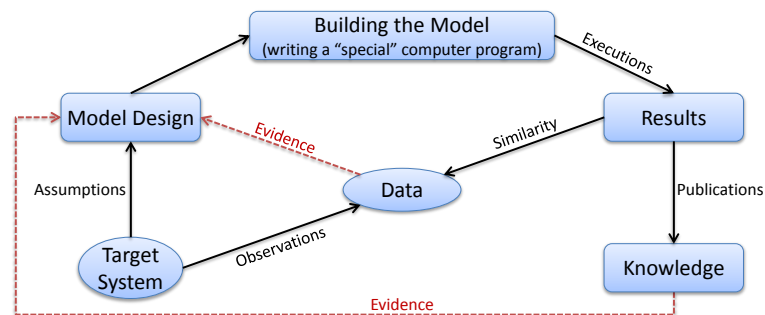 Building the Model
(writing a “special” computer program)
Executions
Model Design
Evidence
Similarity
Results
Assumptions
Data
Publications
Observations
Target
System
Knowledge
Evidence